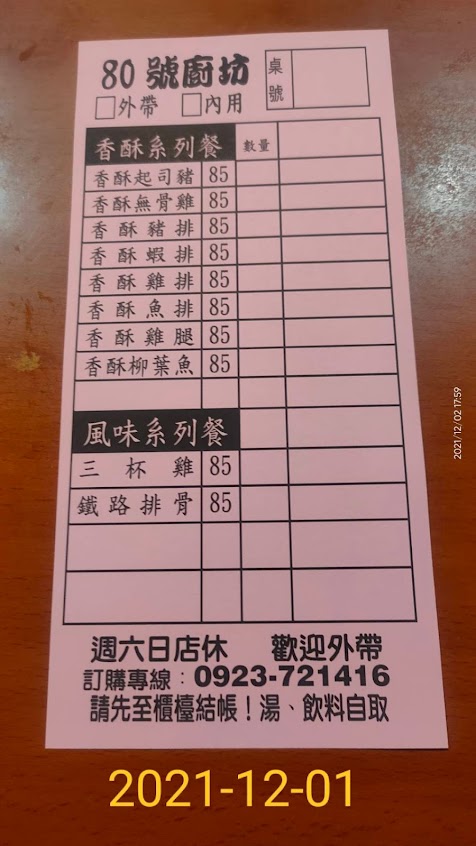 80 號廚坊
桌號
□外帶 □內用
香酥系列餐 數量
香酥起司豬 85
香酥無骨雞 85
香酥豬排 85
香酥蝦排 85
香酥雞排 85
香酥魚排 85
香酥雞腿 85
香酥柳葉魚 85
風味系列餐
三杯雞 85
鐵路排骨 85
週六日店休 歡迎外帶
訂購專線：0923-721416
請先至櫃檯結帳！湯、飲料自取
2021/12/02 17:59
2021-12-01